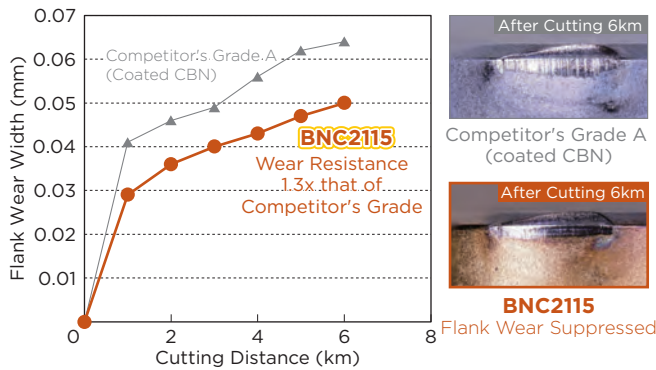 0.07
0.06
0.05
0.04
0.03
0.02
0.01
0
2
4
6
8
Flank Wear Width (mm)
Cutting Distance (km)
Competitor's Grade A
(Coated CBN)
BNC2115
Wear Resistance
1.3x that of
Competitor's Grade
After Cutting 6km
Competitor's Grade A
(coated CBN)
After Cutting 6km
BNC2115
Flank Wear Suppressed